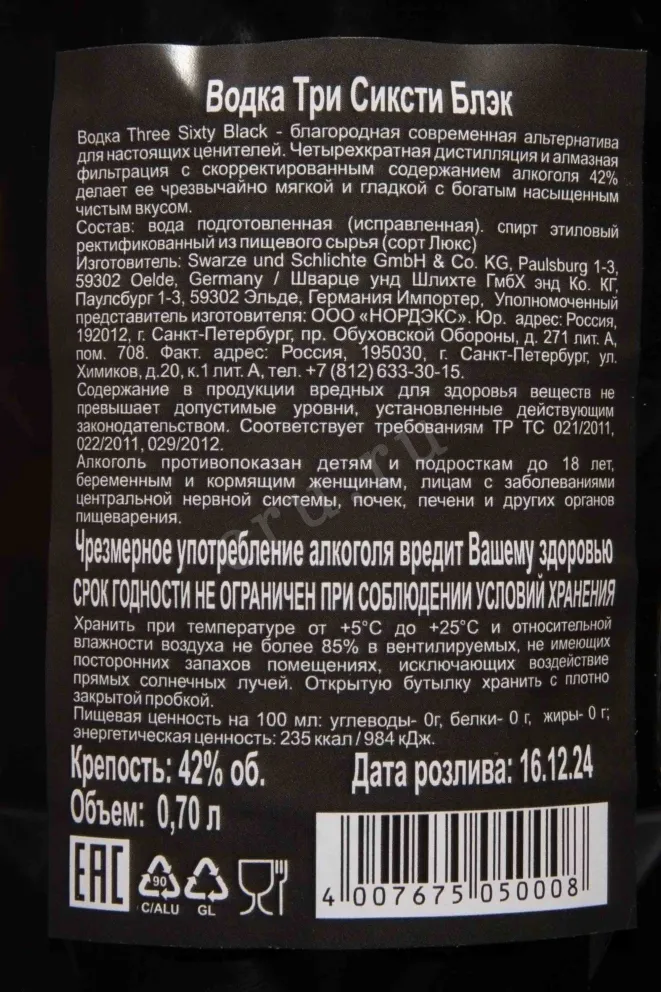 Водка Три Сиксти Блэк
Водка Three Sixty Black - благородная современная альтернатива
для настоящих ценителей. Четырехкратная дистилляция и алмазная
фильтрация с скорректированным содержанием алкоголя 42%
делает ее чрезвычайно мягкой и гладкой с богатым насыщенным
чистым вкусом.
Состав: вода подготовленная (исправленная). спирт этиловый
ректификованный из пищевого сырья (сорт Люкс)
Изготовитель: Swarze und Schlichte GmbH & Co. KG, Paulsburg 1-3,
59302 Oelde, Germany / Шварце унд Шлихте ГмбХ энд Ко. КГ,
Паулсбург 1-3, 59302 Эльде, Германия Импортер, Уполномоченный
представитель изготовителя: ООО «НОРДЭКС». Юр. адрес: Россия,
192012, г. Санкт-Петербург, пр. Обуховской Обороны, д. 271 лит. А,
пом. 708. Факт. адрес: Россия, 195030, г. Санкт-Петербург, ул.
Химиков, д.20, к.1 лит. А, тел. +7 (812) 633-30-15.
Содержание в продукции вредных для здоровья веществ не
превышает допустимые уровни, установленные действующим
законодательством. Соответствует требованиям ТР ТС 021/2011,
022/2011, 029/2012.
Алкоголь противопоказан детям и подросткам до 18 лет,
беременным и кормящим женщинам, лицам с заболеваниями
центральной нервной системы, почек, печени и других органов
пищеварения.
Чрезмерное употребление алкоголя вредит Вашему здоровью
СРОК ГОДНОСТИ НЕ ОГРАНИЧЕН ПРИ СОБЛЮДЕНИИ УСЛОВИЙ ХРАНЕНИЯ
Хранить при температуре от +5°С до +25°С и относительной
влажности воздуха не более 85% в вентилируемых, не имеющих
посторонних запахов помещениях, исключающих воздействие
прямых солнечных лучей. Открытую бутылку хранить с плотно
закрытой пробкой.
Пищевая ценность на 100 мл: углеводы- 0г, белки- 0 г, жиры- 0 г;
энергетическая ценность: 235 ккал / 984 кДж.
Крепость: 42% об. Дата розлива: 16.12.24
Объем: 0,70 л
EAC 90 C/ALU GL
4 007675 050008